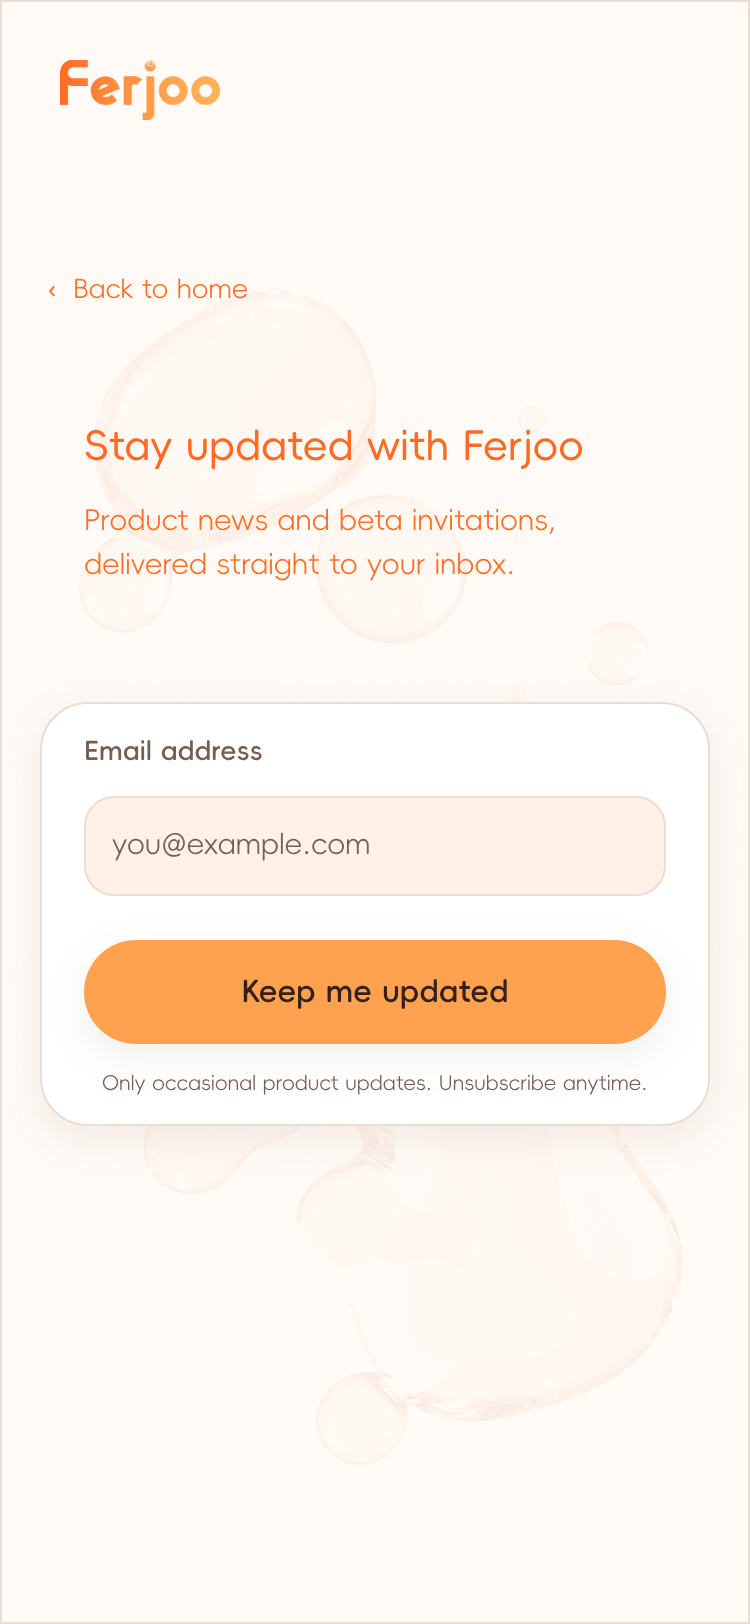 Ferjoo
‹ Back to home
Stay updated with Ferjoo
Product news and beta invitations,
delivered straight to your inbox.
Email address
you@example.com
Keep me updated
Only occasional product updates. Unsubscribe anytime.